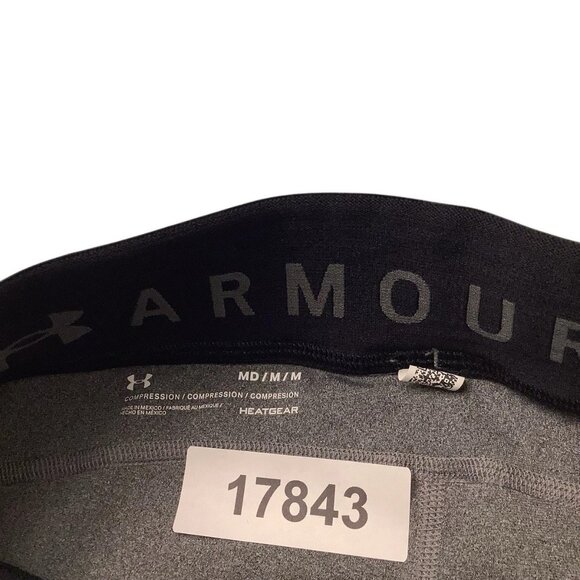 ARMOUR
MD / M / M
COMPRESSION / COMPRESSION / COMPRESIÓN
HEATGEAR
MADE IN MEXICO / FABRIQUÉ AU MEXIQUE /
HECHO EN MÉXICO
17843